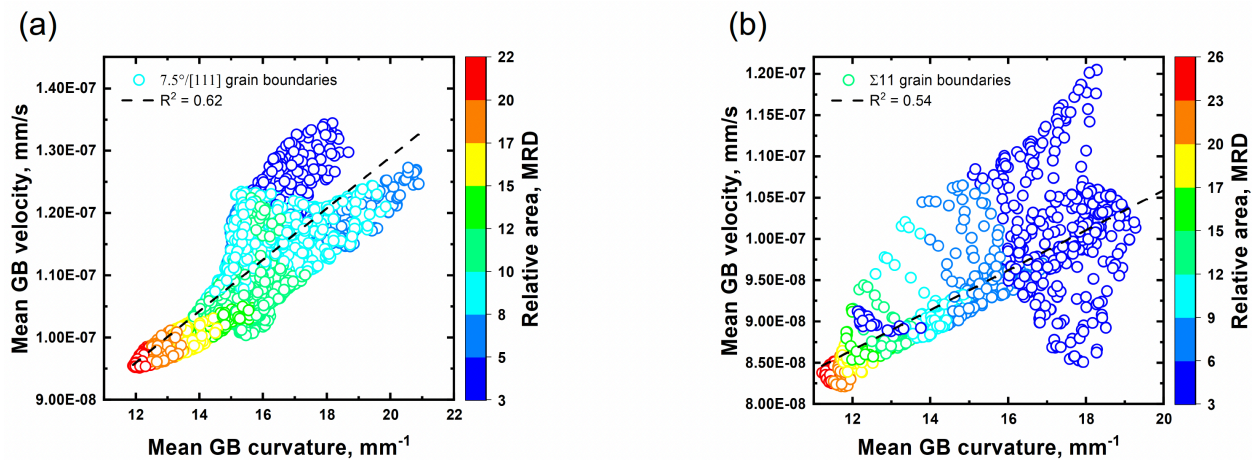 (a)
7.5°/[111] grain boundaries
R² = 0.62
1.40E-07
1.30E-07
1.20E-07
1.10E-07
1.00E-07
9.00E-08
Mean GB velocity, mm/s
12 14 16 18 20 22
Mean GB curvature, mm⁻¹
22
20
17
15
13
10
8
5
3
Relative area, MRD
(b)
Σ11 grain boundaries
R² = 0.54
1.20E-07
1.15E-07
1.10E-07
1.05E-07
1.00E-07
9.50E-08
9.00E-08
8.50E-08
8.00E-08
Mean GB velocity, mm/s
12 14 16 18 20
Mean GB curvature, mm⁻¹
26
23
20
17
15
12
9
6
3
Relative area, MRD